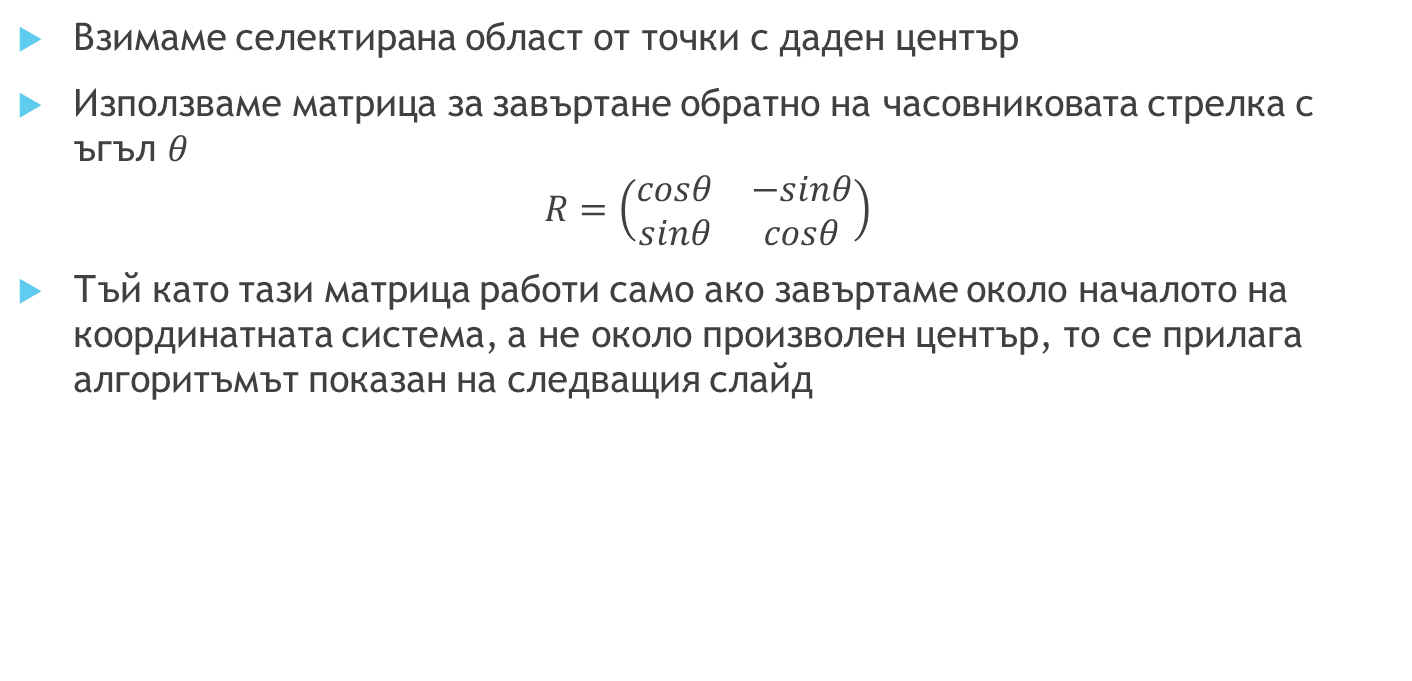 Взимаме селектирана област от точки с даден център
Използваме матрица за завъртане обратно на часовниковата стрелка с
ъгъл θ
R = (cosθ −sinθ
sinθ cosθ)
Тъй като тази матрица работи само ако завъртаме около началото на
координатната система, а не около произволен център, то се прилага
алгоритъмът показан на следващия слайд